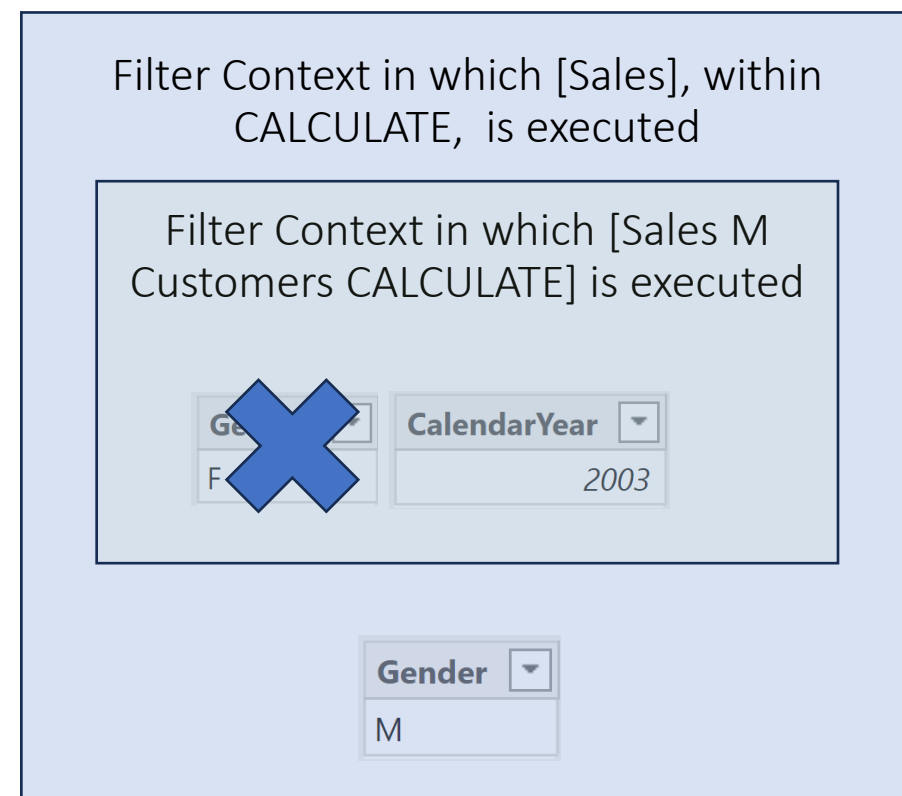 Filter Context in which [Sales], within
CALCULATE,  is executed
Filter Context in which [Sales M
Customers CALCULATE] is executed
CalendarYear
F
2003
Gender
M